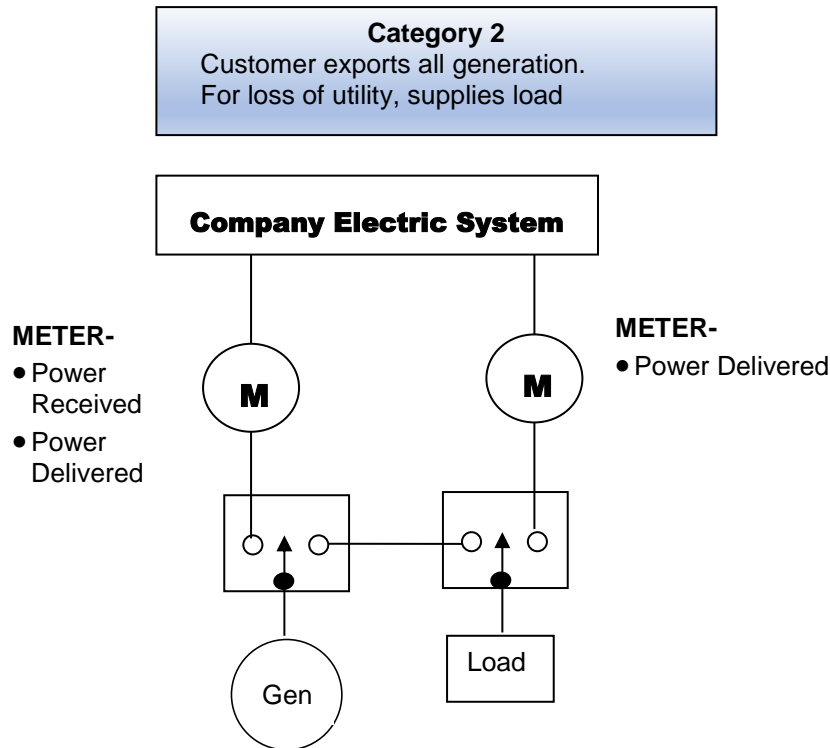 Category 2
Customer exports all generation.
For loss of utility, supplies load
Company Electric System
METER-
• Power
Received
• Power
Delivered
M
M
METER-
• Power Delivered
Gen
Load